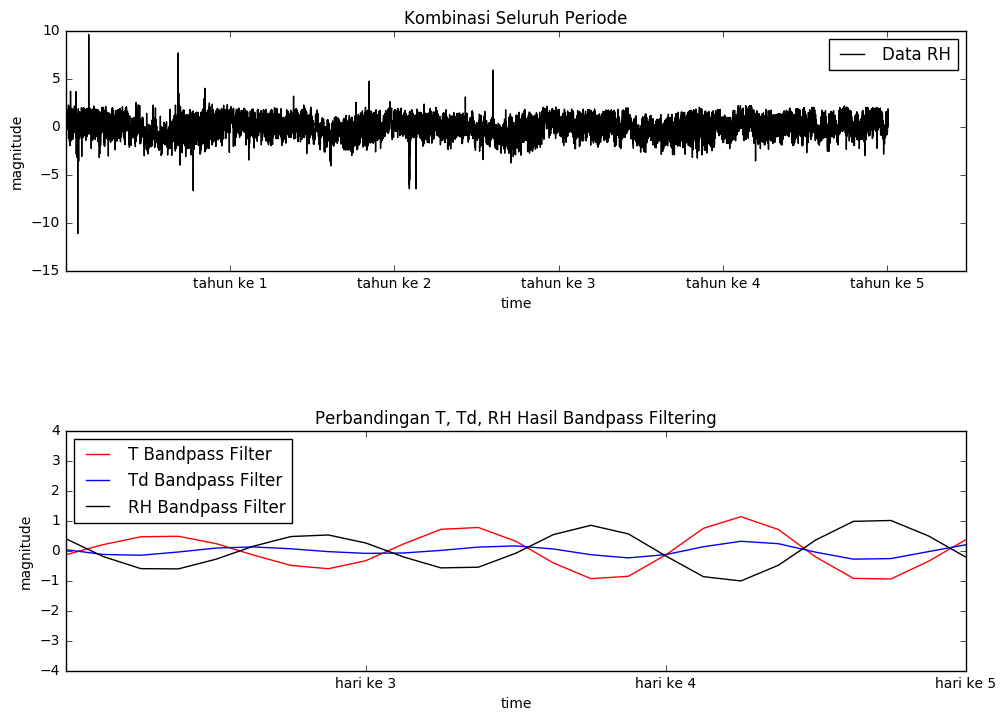 Kombinasi Seluruh Periode
10
5
0
−5
−10
−15
magnitude
Data RH
tahun ke 1
tahun ke 2
tahun ke 3
tahun ke 4
tahun ke 5
time
Perbandingan T, Td, RH Hasil Bandpass Filtering
4
3
2
1
0
−1
−2
−3
−4
magnitude
T Bandpass Filter
Td Bandpass Filter
RH Bandpass Filter
hari ke 3
hari ke 4
hari ke 5
time